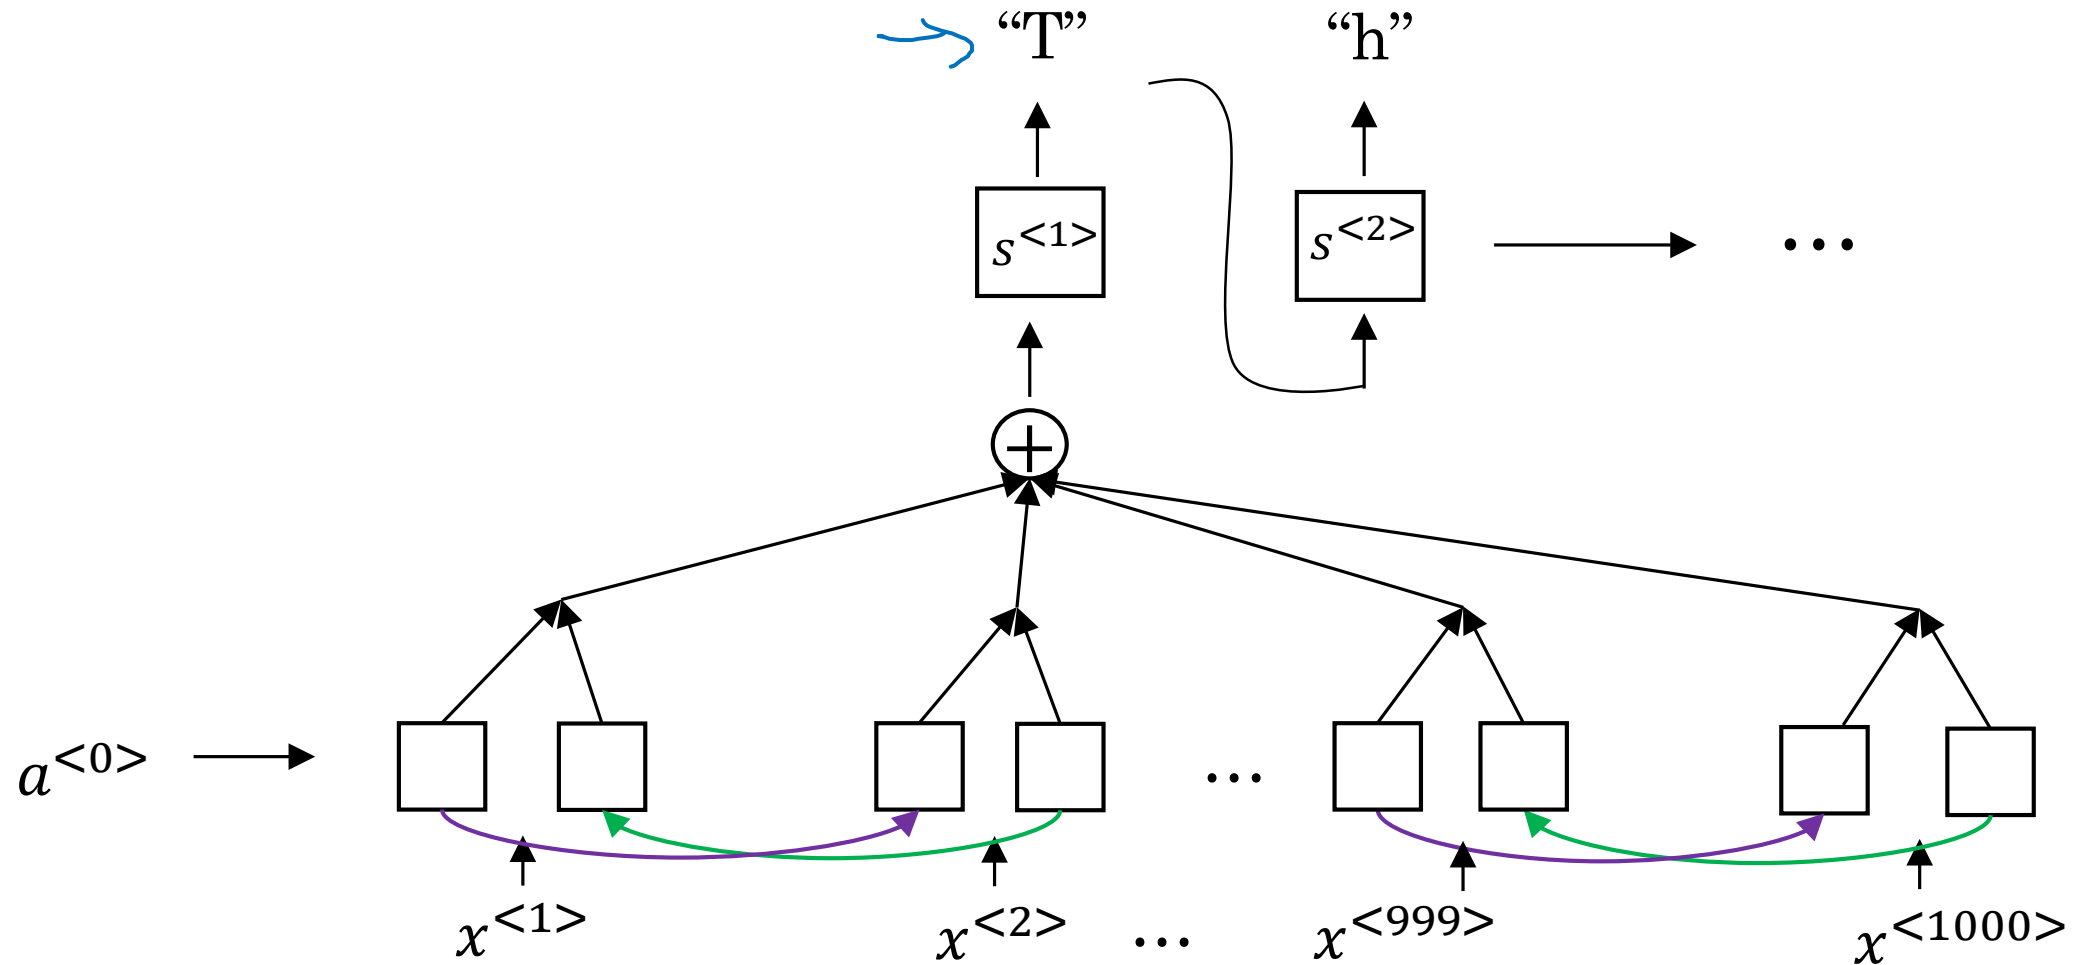 “T” “h”
s<1> s<2> ...
+
a<0> ...
x<1> x<2> ... x<999> x<1000>